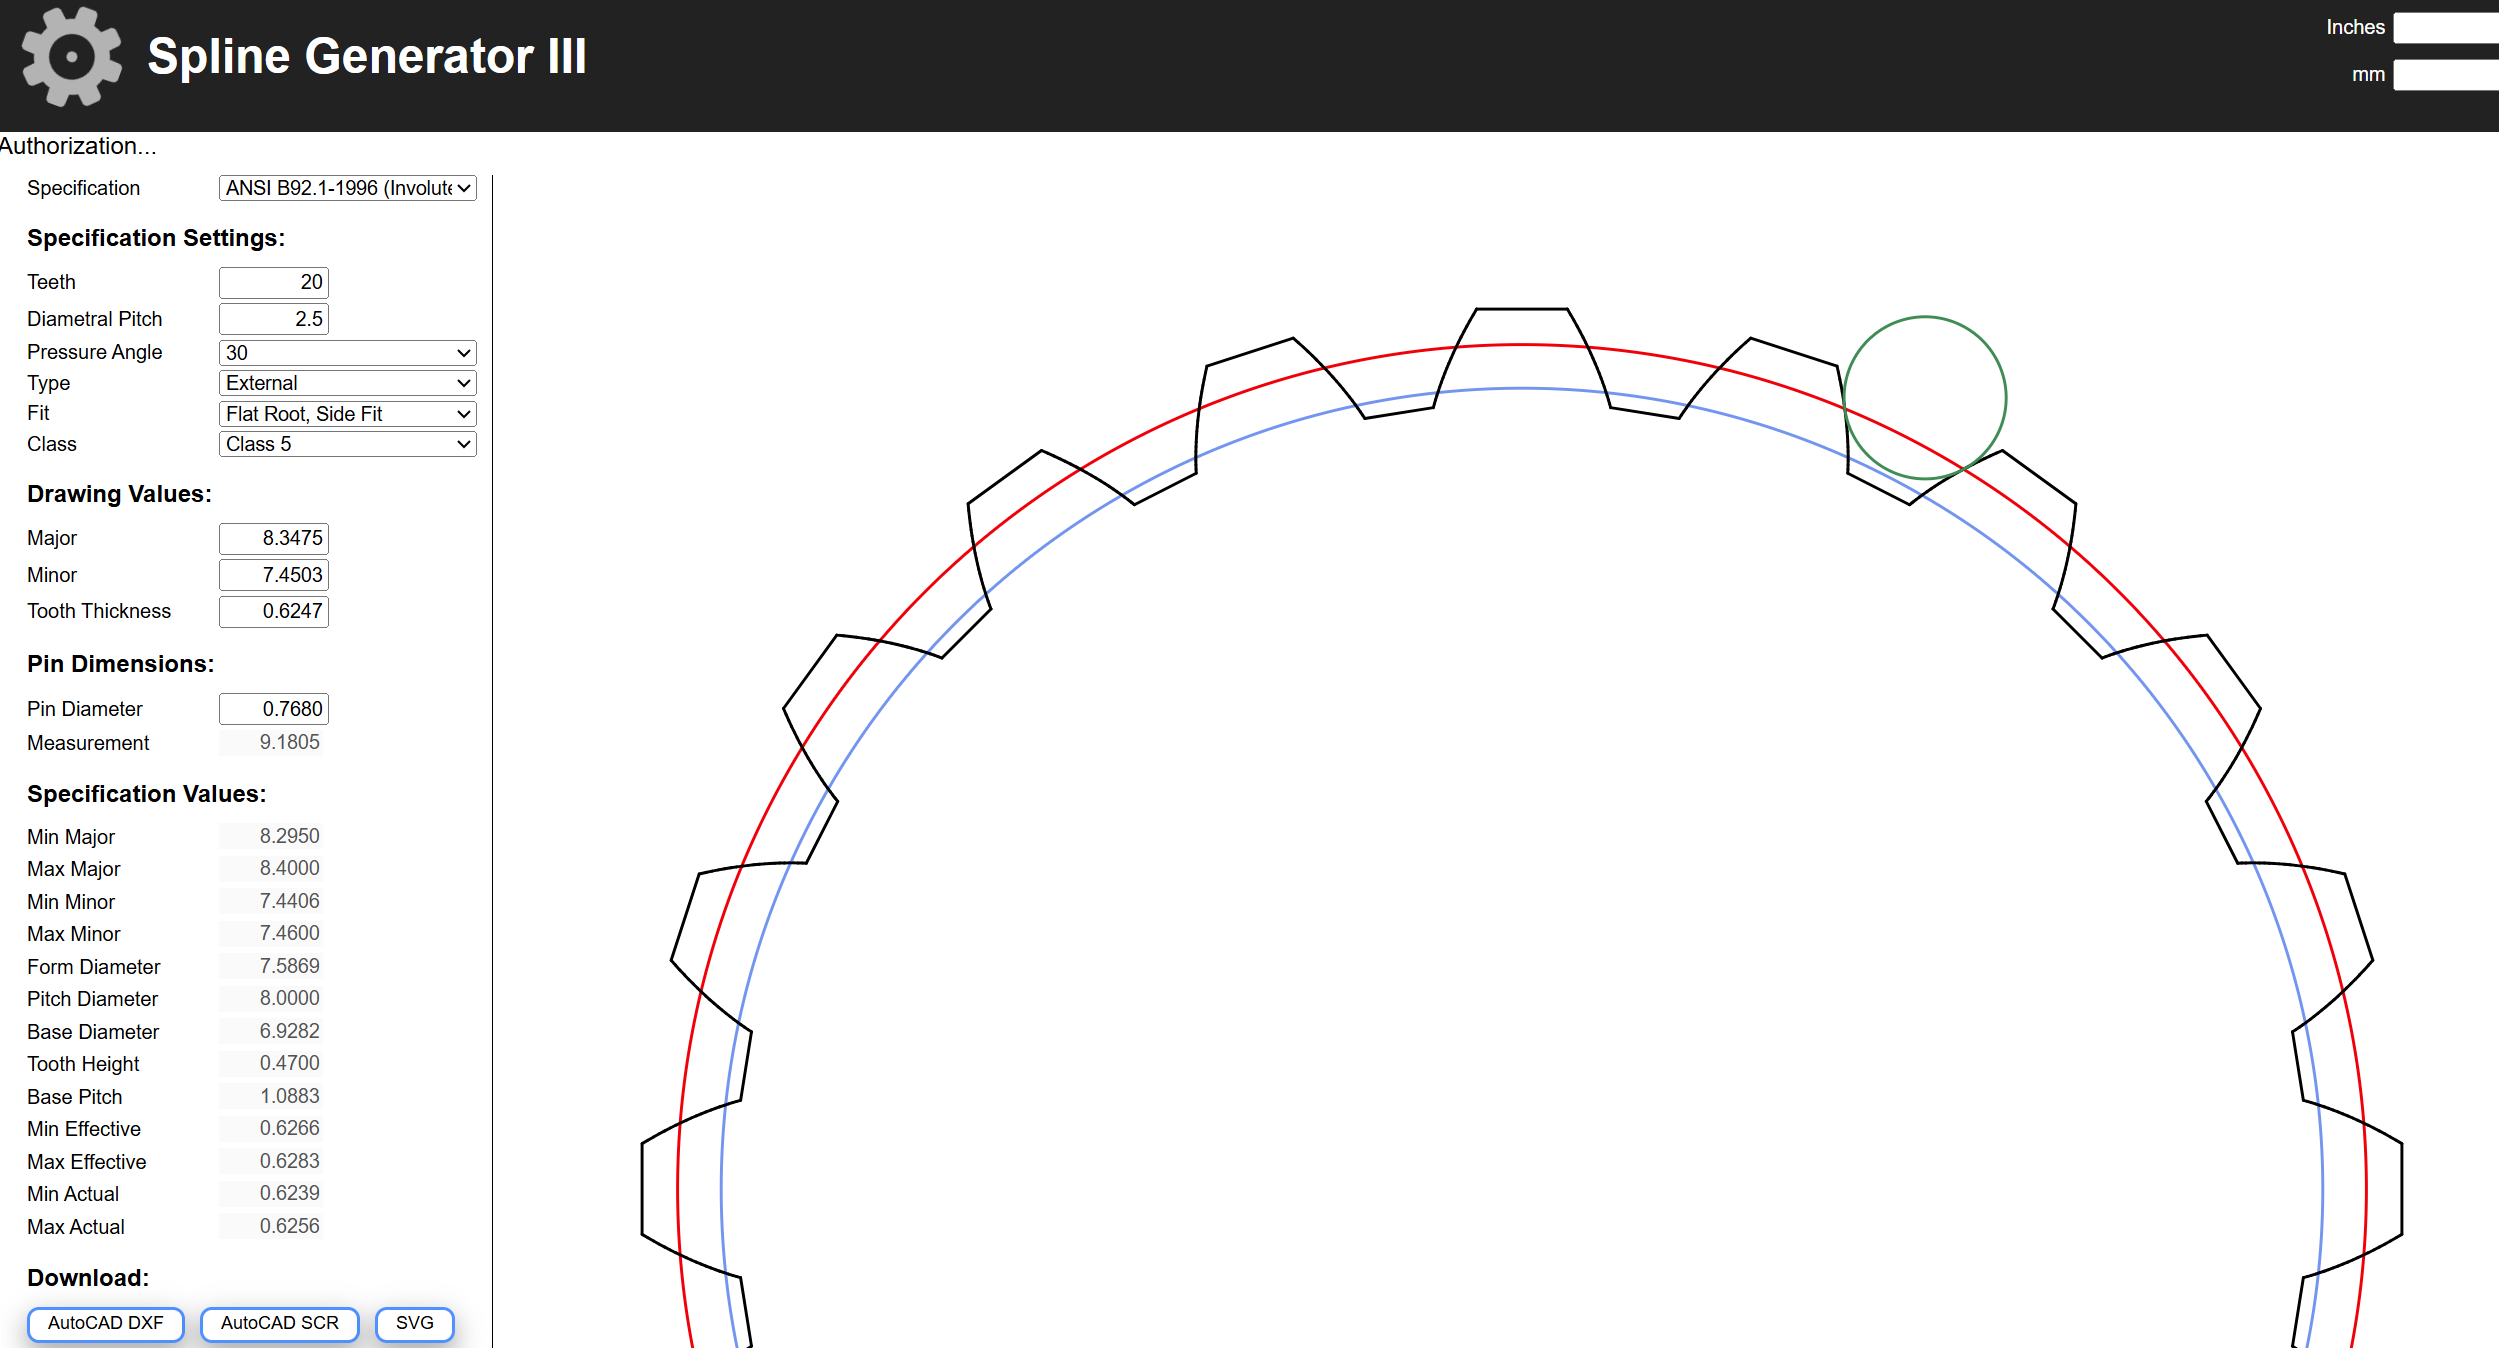 Spline Generator III
Inches
mm
Authorization...
Specification ANSI B92.1-1996 (Involute
Specification Settings:
Teeth 20
Diametral Pitch 2.5
Pressure Angle 30
Type External
Fit Flat Root, Side Fit
Class Class 5
Drawing Values:
Major 8.3475
Minor 7.4503
Tooth Thickness 0.6247
Pin Dimensions:
Pin Diameter 0.7680
Measurement 9.1805
Specification Values:
Min Major 8.2950
Max Major 8.4000
Min Minor 7.4406
Max Minor 7.4600
Form Diameter 7.5869
Pitch Diameter 8.0000
Base Diameter 6.9282
Tooth Height 0.4700
Base Pitch 1.0883
Min Effective 0.6266
Max Effective 0.6283
Min Actual 0.6239
Max Actual 0.6256
Download:
AutoCAD DXF AutoCAD SCR SVG